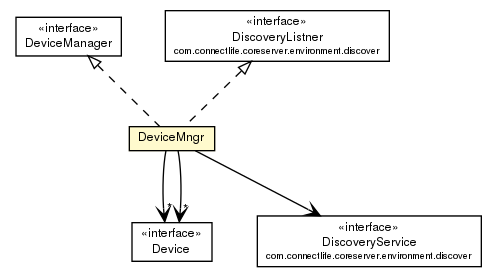 «interface»
DeviceManager
«interface»
DiscoveryListner
com.connectlife.coreserver.environment.discover
DeviceMngr
*
*
«interface»
Device
«interface»
DiscoveryService
com.connectlife.coreserver.environment.discover